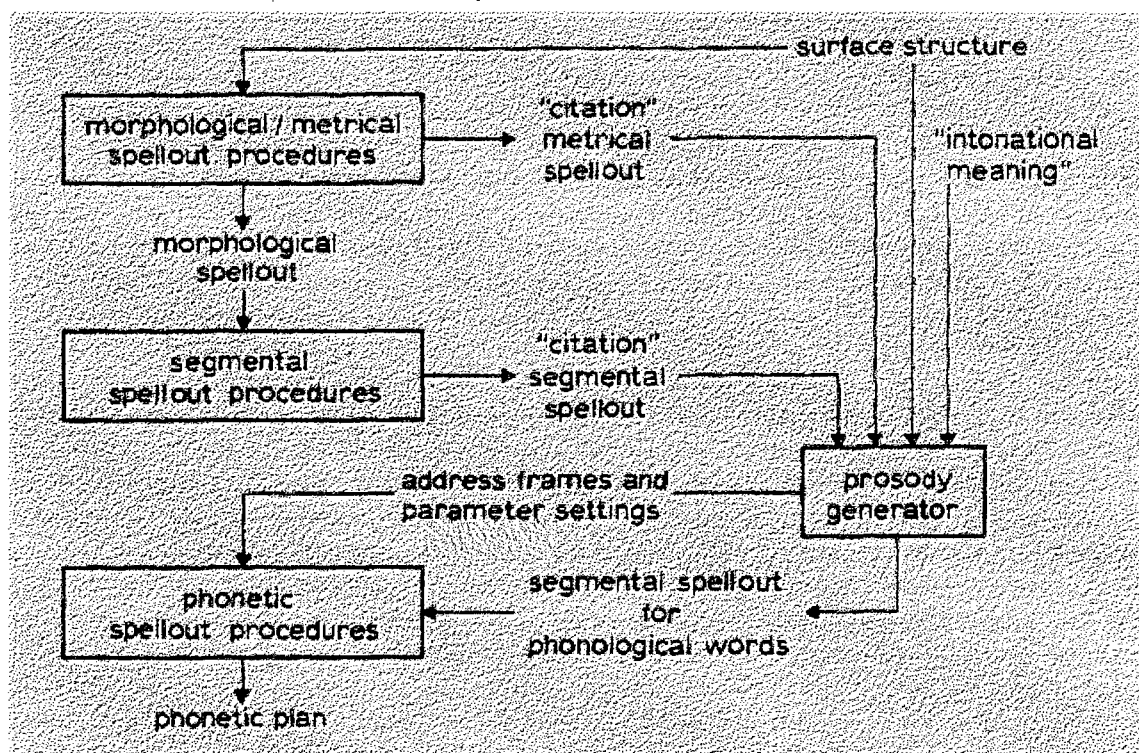 surface structure
morphological / metrical
spellout procedures
"citation"
metrical
spellout
"intonational
meaning"
morphological
spellout
segmental
spellout procedures
"citation"
segmental
spellout
address frames and
parameter settings
prosody
generator
phonetic
spellout procedures
segmental spellout
for
phonological words
phonetic plan